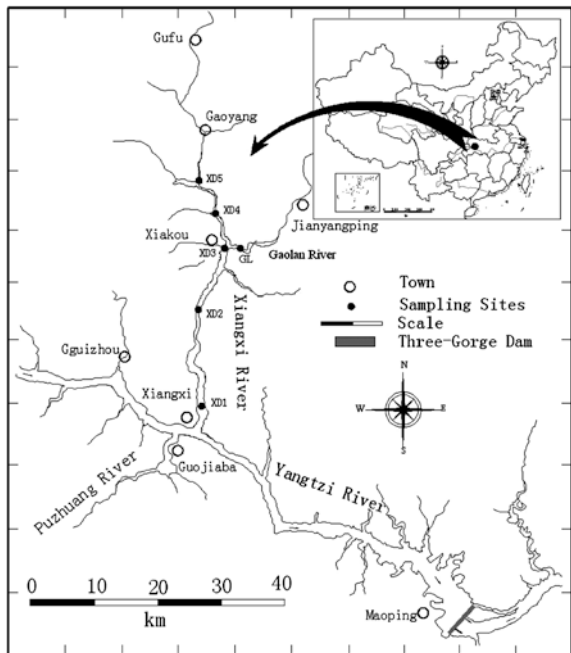 Gufu
Gaoyang
XD5
XD4
Jianyangping
Xiakou
XD3
GL
Gaolan River
Town
Sampling Sites
Scale
Three-Gorge Dam
XD2
Xiangxi River
Gguizhou
N
W
E
S
Xiangxi
XD1
Guojiaba
Puzhuang River
Yangtzi River
0 10 20 30 40
km
Maoping